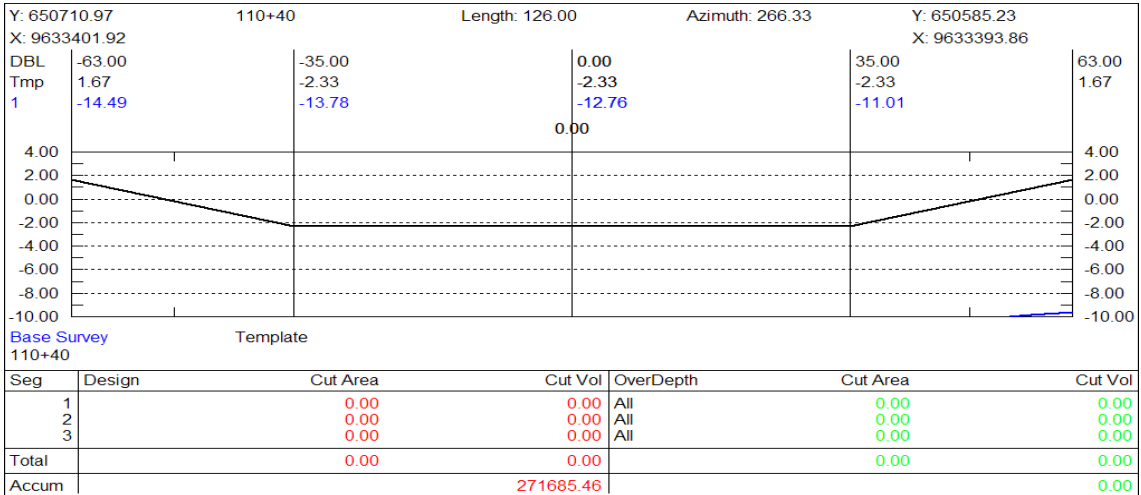 Y: 650710.97 110+40 Length: 126.00 Azimuth: 266.33 Y: 650585.23
X: 9633401.92 X: 9633393.86
DBL -63.00 -35.00 0.00 35.00 63.00
Tmp 1.67 -2.33 -2.33 -2.33 1.67
1 -14.49 -13.78 -12.76 -11.01
0.00
4.00 4.00
2.00 2.00
0.00 0.00
-2.00 -2.00
-4.00 -4.00
-6.00 -6.00
-8.00 -8.00
-10.00 -10.00
Base Survey Template
110+40
Seg Design Cut Area Cut Vol OverDepth Cut Area Cut Vol
1 0.00 0.00 All 0.00 0.00
2 0.00 0.00 All 0.00 0.00
3 0.00 0.00 All 0.00 0.00
Total 0.00 0.00 0.00 0.00
Accum 271685.46 0.00